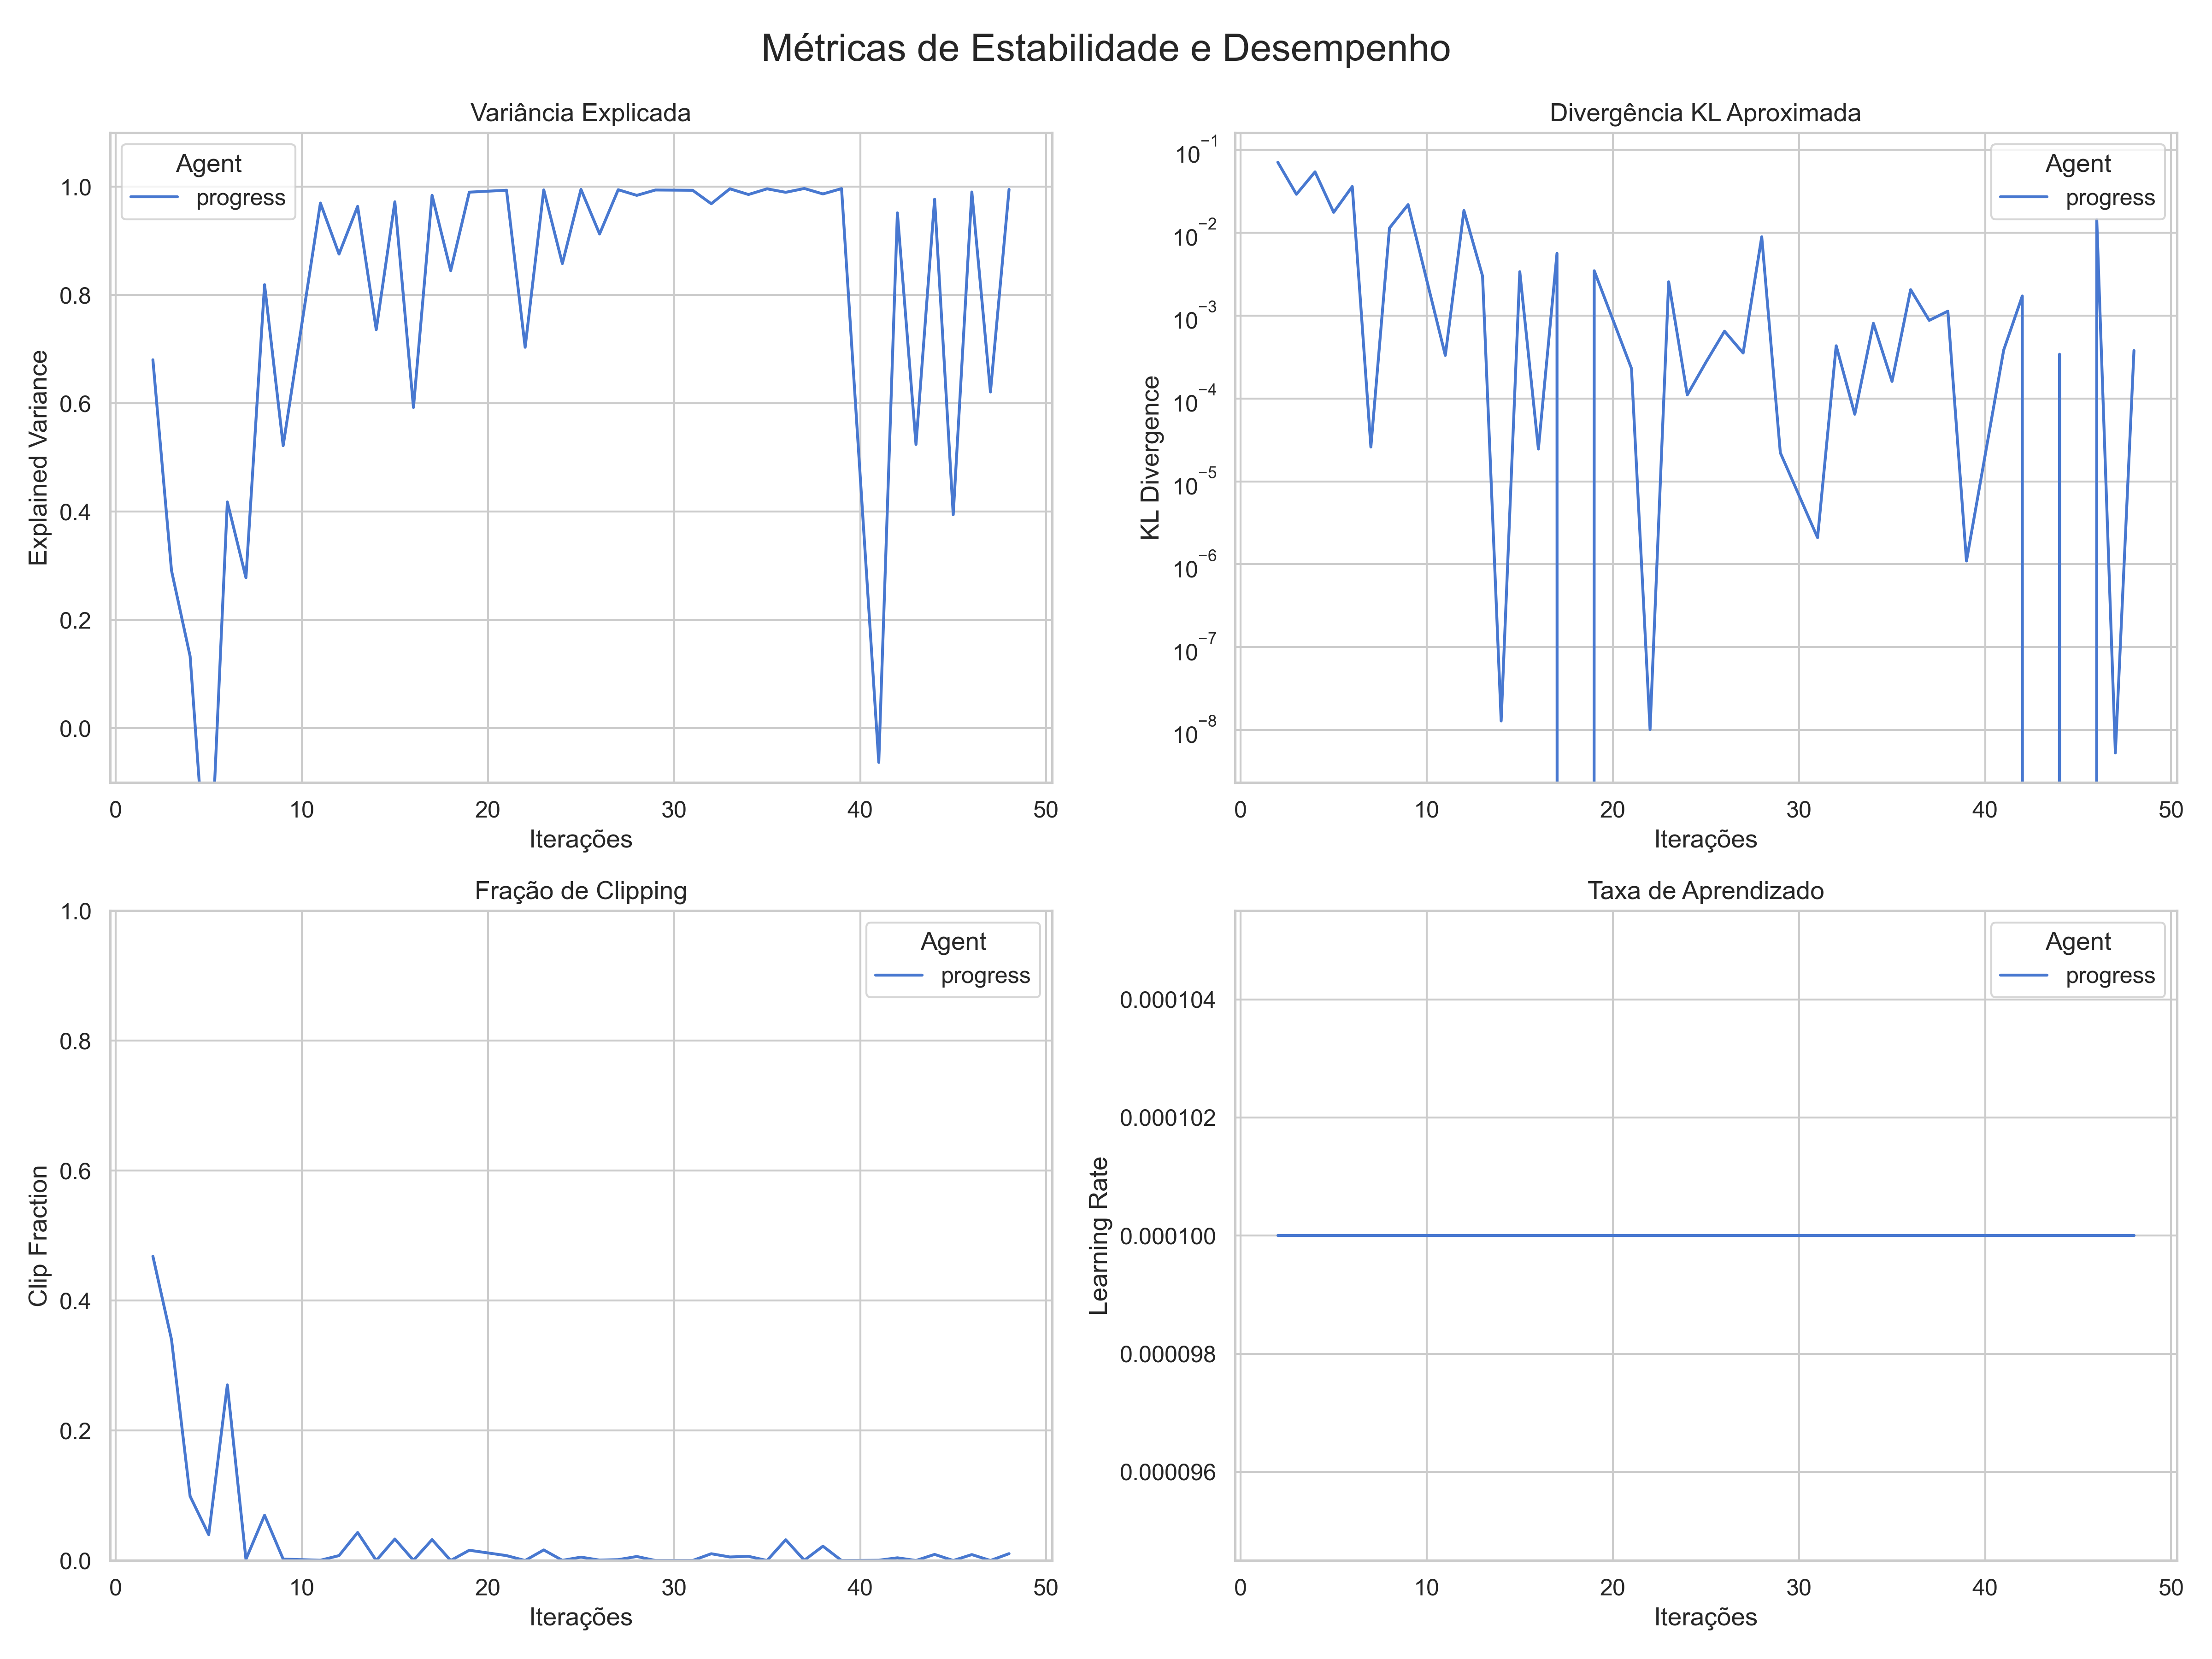 Métricas de Estabilidade e Desempenho
Variância Explicada
Agent
progress
1.0
0.8
0.6
0.4
0.2
0.0
Explained Variance
0 10 20 30 40 50
Iterações
Divergência KL Aproximada
Agent
progress
10⁻¹
10⁻²
10⁻³
10⁻⁴
10⁻⁵
10⁻⁶
10⁻⁷
10⁻⁸
KL Divergence
0 10 20 30 40 50
Iterações
Fração de Clipping
Agent
progress
1.0
0.8
0.6
0.4
0.2
0.0
Clip Fraction
0 10 20 30 40 50
Iterações
Taxa de Aprendizado
Agent
progress
0.000104
0.000102
0.000100
0.000098
0.000096
Learning Rate
0 10 20 30 40 50
Iterações